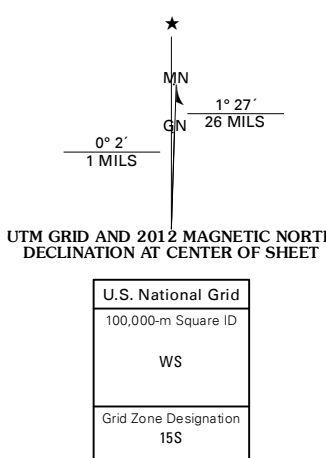 ★
MN
1° 27´
26 MILS
GN
0° 2´
1 MILS
UTM GRID AND 2012 MAGNETIC NORTH
DECLINATION AT CENTER OF SHEET
U.S. National Grid
100,000-m Square ID
WS
Grid Zone Designation
15S